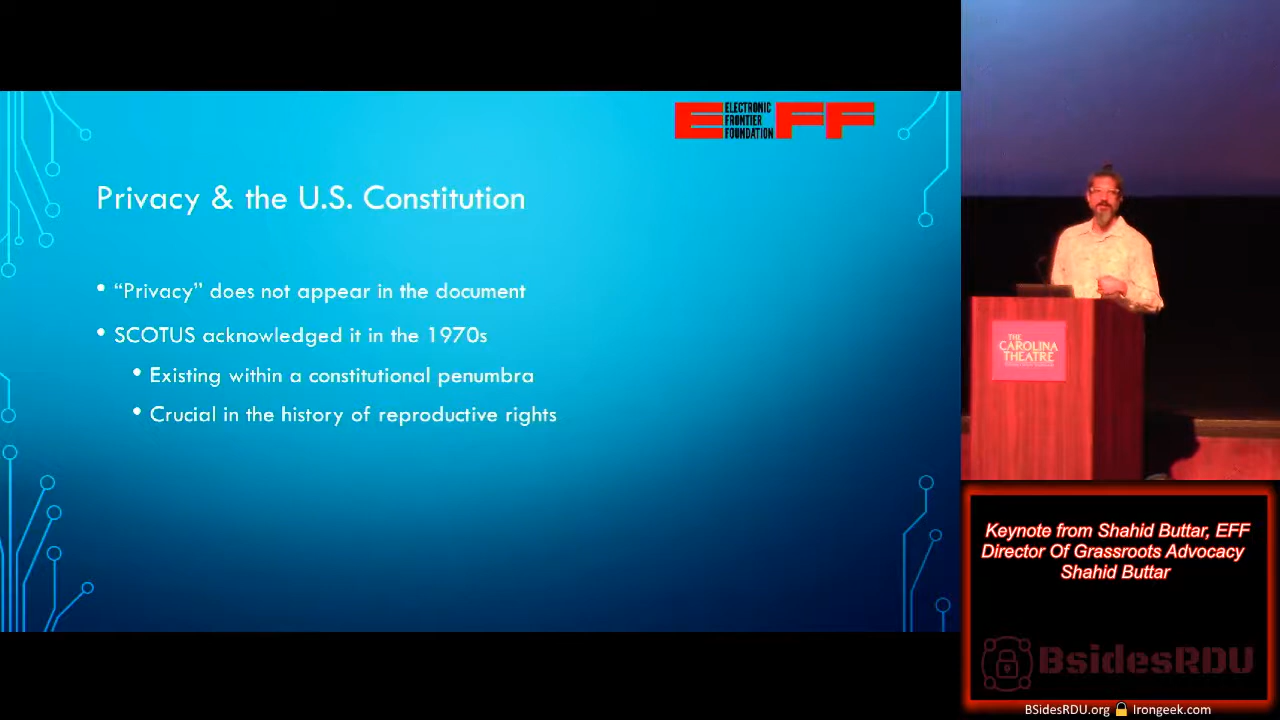 ELECTRONIC
FRONTIER
FOUNDATION
EFF
Privacy & the U.S. Constitution
• “Privacy” does not appear in the document
• SCOTUS acknowledged it in the 1970s
• Existing within a constitutional penumbra
• Crucial in the history of reproductive rights
THE
CAROLINA
THEATRE
Keynote from Shahid Buttar, EFF
Director Of Grassroots Advocacy
Shahid Buttar
BsidesRDU
BSidesRDU.org Irongeek.com